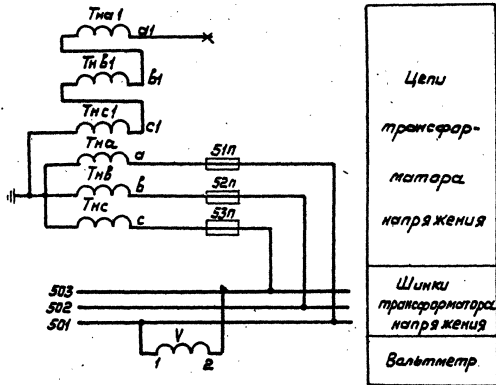 Тна1
а1
Тнв1
в1
Тнс1
с1
Тна
а
51п
Тнв
в
52п
Тнс
с
53п
503
502
501
V
1
2
Цепи
трансфор-
матора
напряжения
Шинки
трансформатора
напряжения
Вольтметр